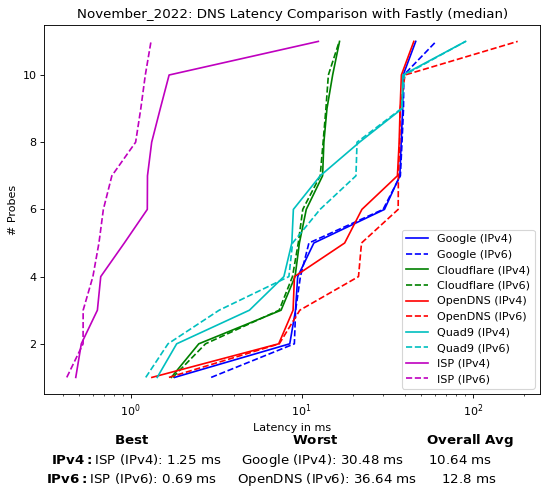 November_2022: DNS Latency Comparison with Fastly (median)
# Probes
10
8
6
4
2
Google (IPv4)
Google (IPv6)
Cloudflare (IPv4)
Cloudflare (IPv6)
OpenDNS (IPv4)
OpenDNS (IPv6)
Quad9 (IPv4)
Quad9 (IPv6)
ISP (IPv4)
ISP (IPv6)
10⁰ 10¹ 10²
Latency in ms
Best Worst Overall Avg
IPv4: ISP (IPv4): 1.25 ms Google (IPv4): 30.48 ms 10.64 ms
IPv6: ISP (IPv6): 0.69 ms OpenDNS (IPv6): 36.64 ms 12.8 ms